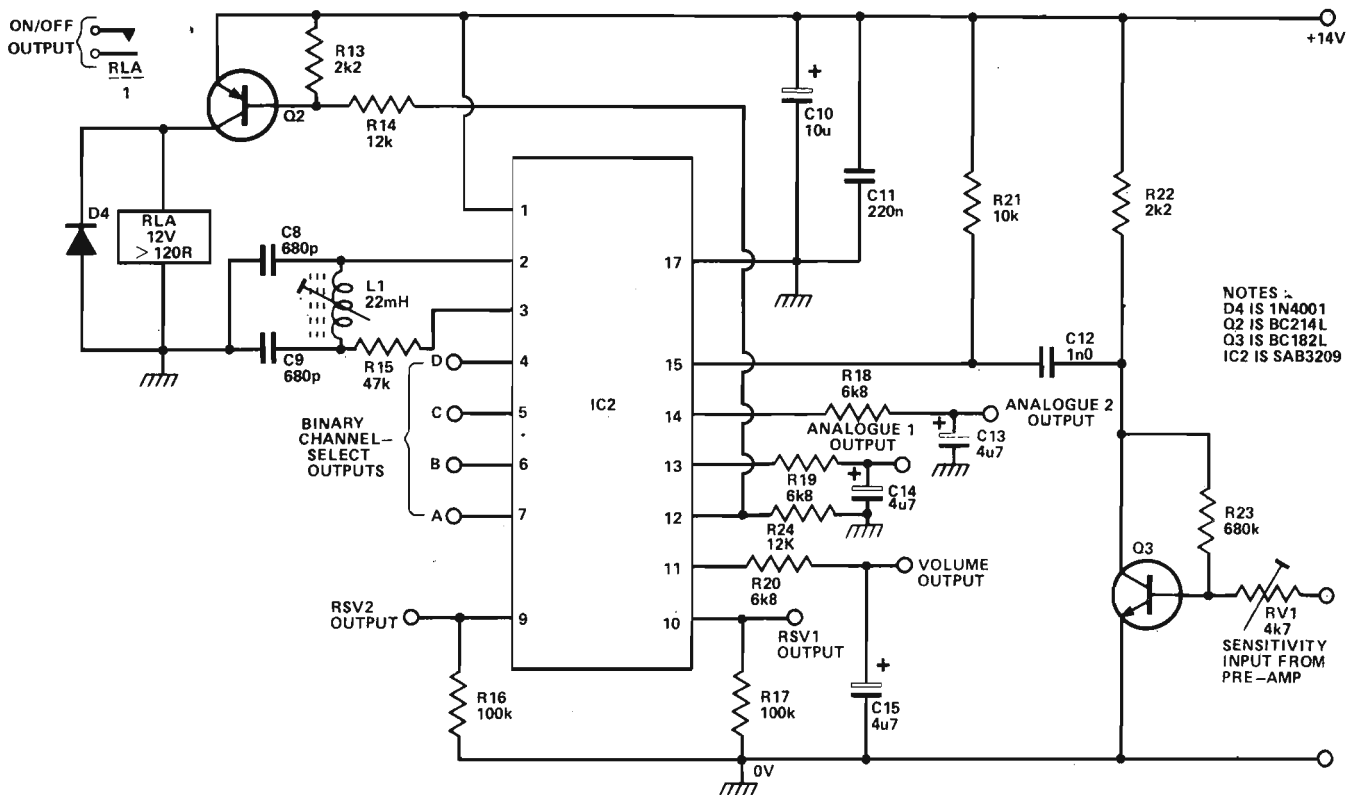 ON/OFF
OUTPUT
RLA
1
R13
2k2
Q2
R14
12k
+
C10
10u
+14V
C11
220n
R21
10k
R22
2k2
D4
RLA
12V
> 120R
C8
680p
L1
22mH
C9
680p
R15
47k
1
2
3
4
5
6
7
9
17
15
14
13
12
11
10
IC2
D
C
B
A
BINARY
CHANNEL–
SELECT
OUTPUTS
NOTES :
D4 IS 1N4001
Q2 IS BC214L
Q3 IS BC182L
IC2 IS SAB3209
C12
1n0
R18
6k8
ANALOGUE 2
OUTPUT
+
C13
4u7
ANALOGUE 1
OUTPUT
R19
6k8
+
C14
4u7
R24
12K
R20
6k8
VOLUME
OUTPUT
R23
680k
Q3
RV1
4k7
SENSITIVITY
INPUT FROM
PRE–AMP
RSV2
OUTPUT
RSV1
OUTPUT
R16
100k
R17
100k
+
C15
4u7
0V